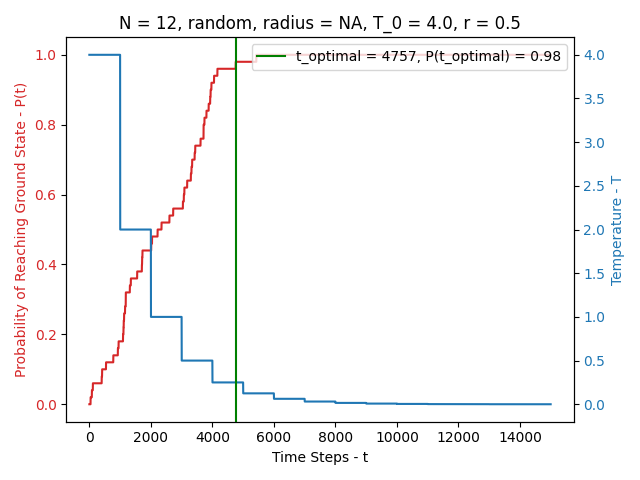 N = 12, random, radius = NA, T_0 = 4.0, r = 0.5
t_optimal = 4757, P(t_optimal) = 0.98
Probability of Reaching Ground State - P(t)
1.0
0.8
0.6
0.4
0.2
0.0
4.0
3.5
3.0
2.5
2.0
1.5
1.0
0.5
0.0
Temperature - T
0 2000 4000 6000 8000 10000 12000 14000
Time Steps - t